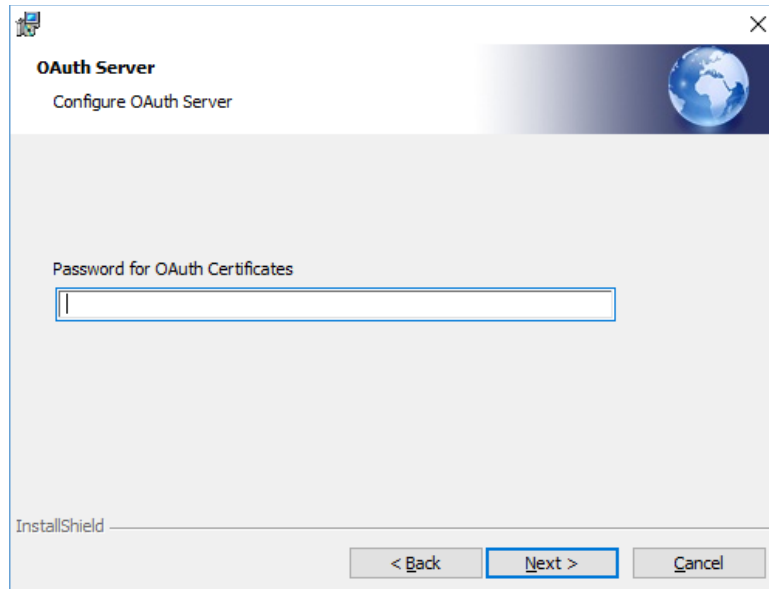 OAuth Server
Configure OAuth Server
Password for OAuth Certificates
InstallShield
< Back
Next >
Cancel